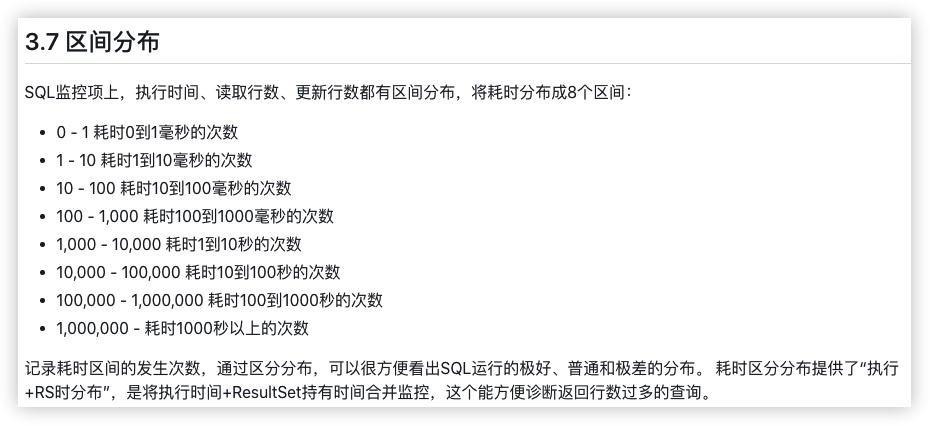 3.7 区间分布
SQL监控项上，执行时间、读取行数、更新行数都有区间分布，将耗时分布成8个区间：
• 0 - 1 耗时0到1毫秒的次数
• 1 - 10 耗时1到10毫秒的次数
• 10 - 100 耗时10到100毫秒的次数
• 100 - 1,000 耗时100到1000毫秒的次数
• 1,000 - 10,000 耗时1到10秒的次数
• 10,000 - 100,000 耗时10到100秒的次数
• 100,000 - 1,000,000 耗时100到1000秒的次数
• 1,000,000 - 耗时1000秒以上的次数
记录耗时区间的发生次数，通过区分分布，可以很方便看出SQL运行的极好、普通和极差的分布。 耗时区分分布提供了“执行
+RS时分布”，是将执行时间+ResultSet持有时间合并监控，这个能方便诊断返回行数过多的查询。